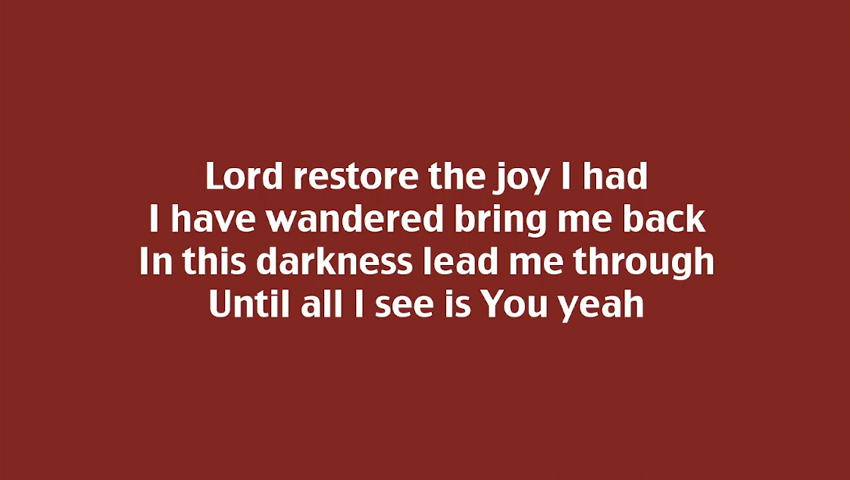 Lord restore the joy I had
I have wandered bring me back
In this darkness lead me through
Until all I see is You yeah